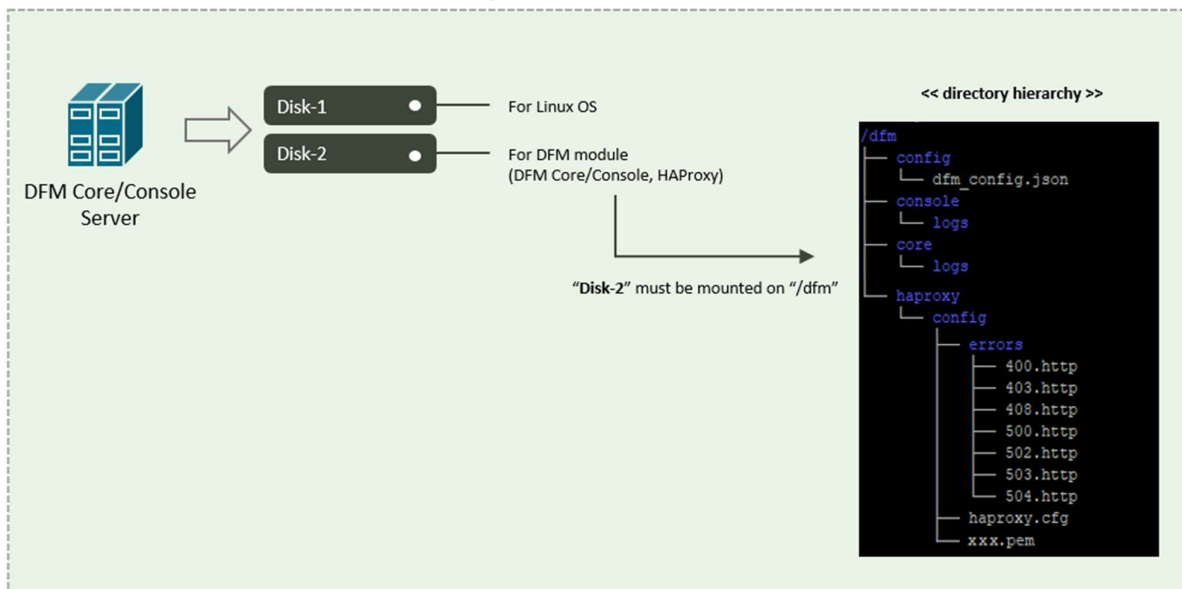 DFM Core/Console
Server
Disk-1
Disk-2
For Linux OS
For DFM module
(DFM Core/Console, HAProxy)
“Disk-2” must be mounted on “/dfm”
<< directory hierarchy >>
/dfm
config
dfm_config.json
console
logs
core
logs
haproxy
config
errors
400.http
403.http
408.http
500.http
502.http
503.http
504.http
haproxy.cfg
xxx.pem